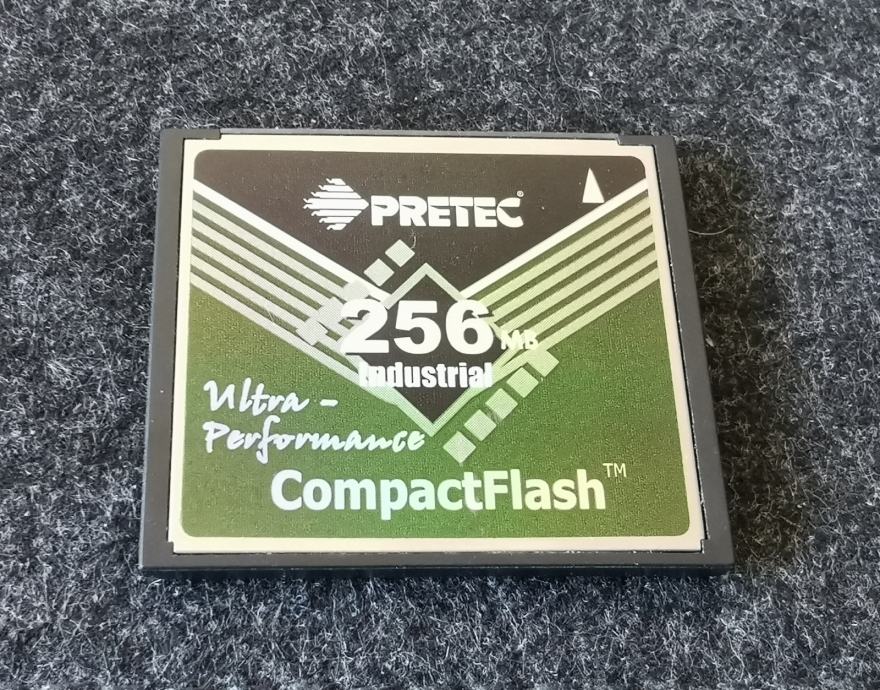 PRETEC®
256 MB
Industrial
Ultra -
Performance
CompactFlash™